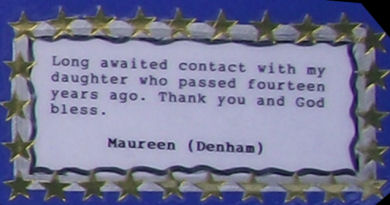 Long awaited contact with my
daughter who passed fourteen
years ago. Thank you and God
bless.
Maureen (Denham)